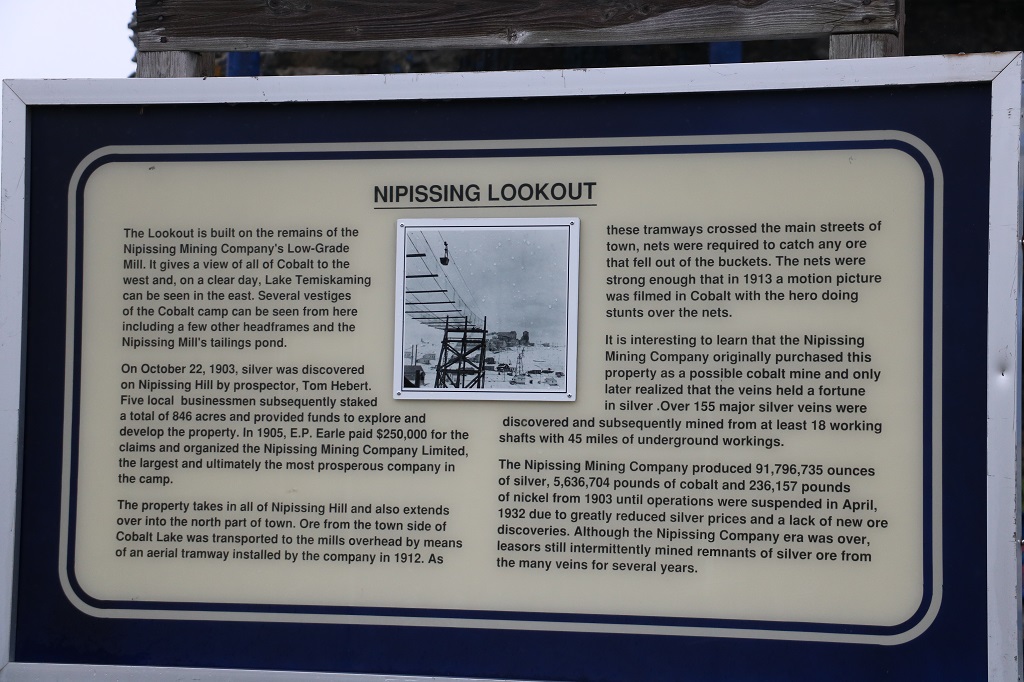 NIPISSING LOOKOUT
The Lookout is built on the remains of the
Nipissing Mining Company's Low-Grade
Mill. It gives a view of all of Cobalt to the
west and, on a clear day, Lake Temiskaming
can be seen in the east. Several vestiges
of the Cobalt camp can be seen from here
including a few other headframes and the
Nipissing Mill's tailings pond.
On October 22, 1903, silver was discovered
on Nipissing Hill by prospector, Tom Hebert.
Five local businessmen subsequently staked
a total of 846 acres and provided funds to explore and
develop the property. In 1905, E.P. Earle paid $250,000 for the
claims and organized the Nipissing Mining Company Limited,
the largest and ultimately the most prosperous company in
the camp.
The property takes in all of Nipissing Hill and also extends
over into the north part of town. Ore from the town side of
Cobalt Lake was transported to the mills overhead by means
of an aerial tramway installed by the company in 1912. As
these tramways crossed the main streets of
town, nets were required to catch any ore
that fell out of the buckets. The nets were
strong enough that in 1913 a motion picture
was filmed in Cobalt with the hero doing
stunts over the nets.
It is interesting to learn that the Nipissing
Mining Company originally purchased this
property as a possible cobalt mine and only
later realized that the veins held a fortune
in silver .Over 155 major silver veins were
discovered and subsequently mined from at least 18 working
shafts with 45 miles of underground workings.
The Nipissing Mining Company produced 91,796,735 ounces
of silver, 5,636,704 pounds of cobalt and 236,157 pounds
of nickel from 1903 until operations were suspended in April,
1932 due to greatly reduced silver prices and a lack of new ore
discoveries. Although the Nipissing Company era was over,
leasors still intermittently mined remnants of silver ore from
the many veins for several years.